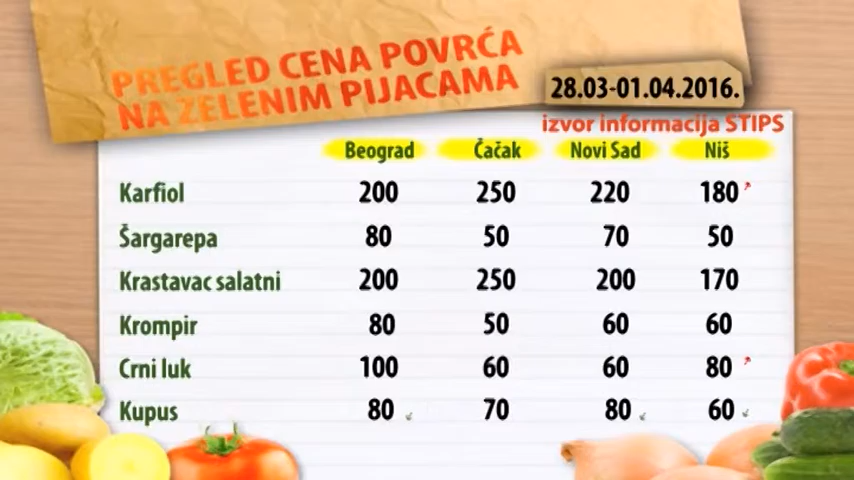 PREGLED CENA POVRĆA
NA ZELENIM PIJACAMA
28.03-01.04.2016.
izvor informacija STIPS
Beograd Čačak Novi Sad Niš
Karfiol 200 250 220 180
Šargarepa 80 50 70 50
Krastavac salatni 200 250 200 170
Krompir 80 50 60 60
Crni luk 100 60 60 80
Kupus 80 70 80 60